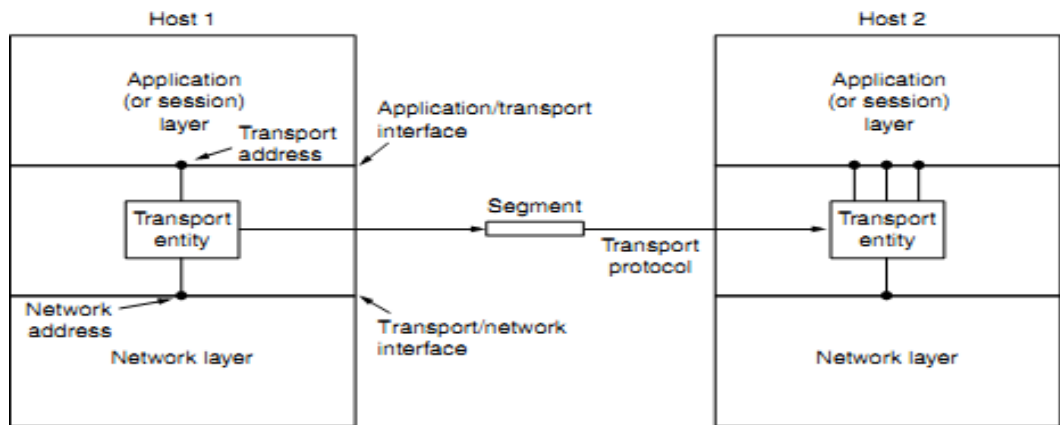 Host 1
Host 2
Application
(or session)
layer
Transport
address
Application/transport
interface
Application
(or session)
layer
Transport
entity
Segment
Transport
protocol
Transport
entity
Network
address
Transport/network
interface
Network layer
Network layer